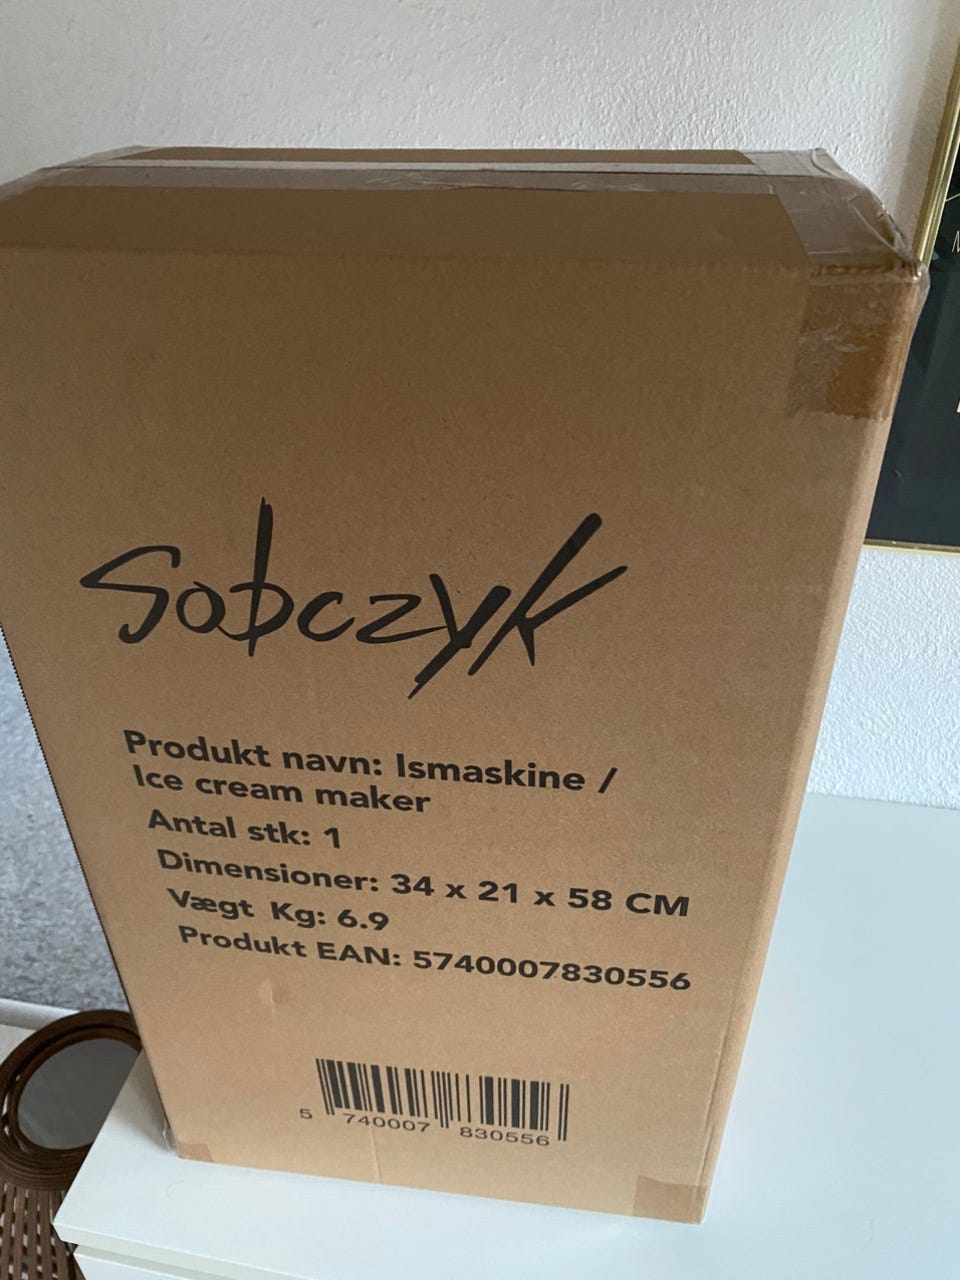 Sobczyk
Produkt navn: Ismaskine /
Ice cream maker
Antal stk: 1
Dimensioner: 34 x 21 x 58 CM
Vægt Kg: 6.9
Produkt EAN: 5740007830556
5 740007 830556